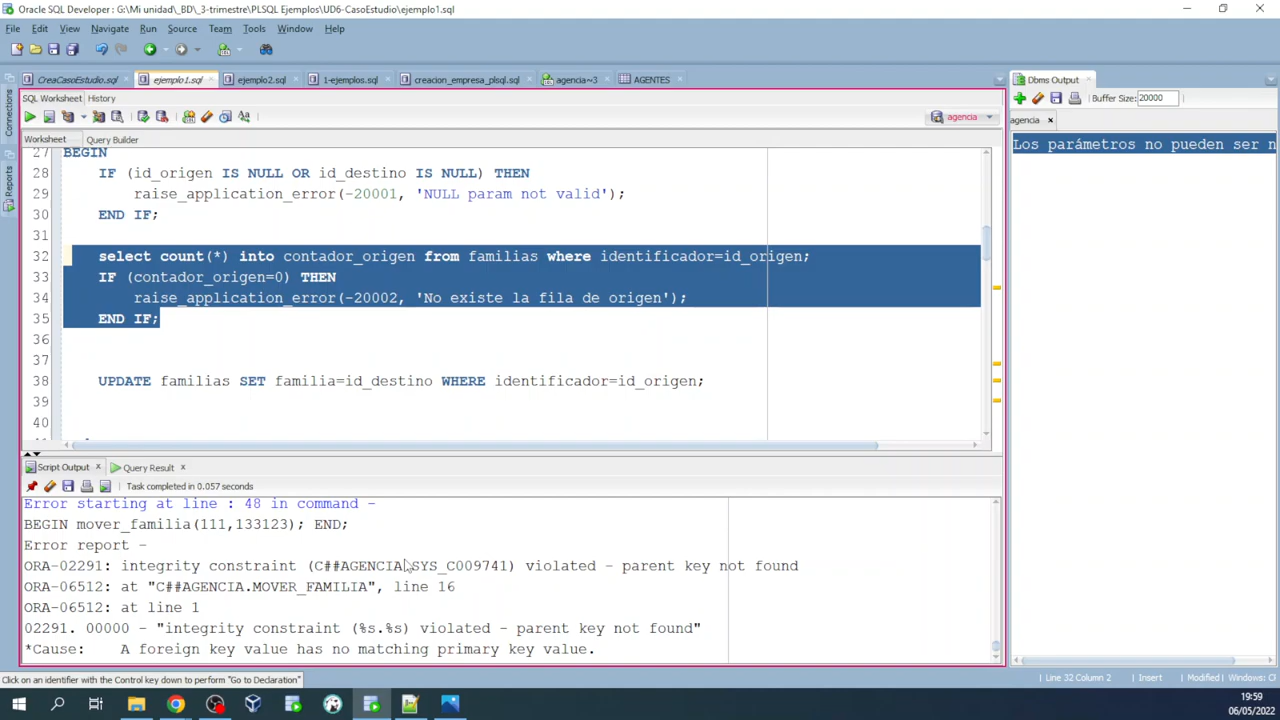 Oracle SQL Developer : G:\Mi unidad\_BD\_3-trimestre\PLSQL Ejemplos\UD6-CasoEstudio\ejemplo1.sql
File Edit View Navigate Run Source Team Tools Window Help
CreaCasoEstudio.sql ejemplo1.sql ejemplo2.sql 1-ejemplos.sql creacion_empresa_plsql.sql agencia~3 AGENTES
Dbms Output
SQL Worksheet History
Buffer Size: 20000
agencia
agencia
Worksheet Query Builder
Connections
Reports
Los parámetros no pueden ser n
27 BEGIN
28 IF (id_origen IS NULL OR id_destino IS NULL) THEN
29 raise_application_error(-20001, 'NULL param not valid');
30 END IF;
31
32 select count(*) into contador_origen from familias where identificador=id_origen;
33 IF (contador_origen=0) THEN
34 raise_application_error(-20002, 'No existe la fila de origen');
35 END IF;
36
37
38 UPDATE familias SET familia=id_destino WHERE identificador=id_origen;
39
40
Script Output Query Result
Task completed in 0.057 seconds
Error starting at line : 48 in command -
BEGIN mover_familia(111,133123); END;
Error report -
ORA-02291: integrity constraint (C##AGENCIA.SYS_C009741) violated - parent key not found
ORA-06512: at "C##AGENCIA.MOVER_FAMILIA", line 16
ORA-06512: at line 1
02291. 00000 - "integrity constraint (%s.%s) violated - parent key not found"
*Cause: A foreign key value has no matching primary key value.
Click on an identifier with the Control key down to perform "Go to Declaration"
Line 32 Column 2 Insert Modified Windows: Cl
19:59
06/05/2022